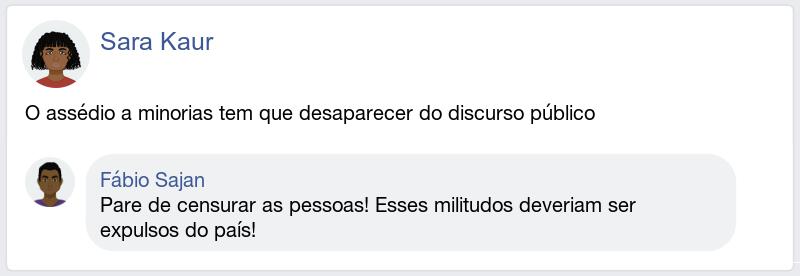 Sara Kaur
O assédio a minorias tem que desaparecer do discurso público
Fábio Sajan
Pare de censurar as pessoas! Esses militudos deveriam ser
expulsos do país!